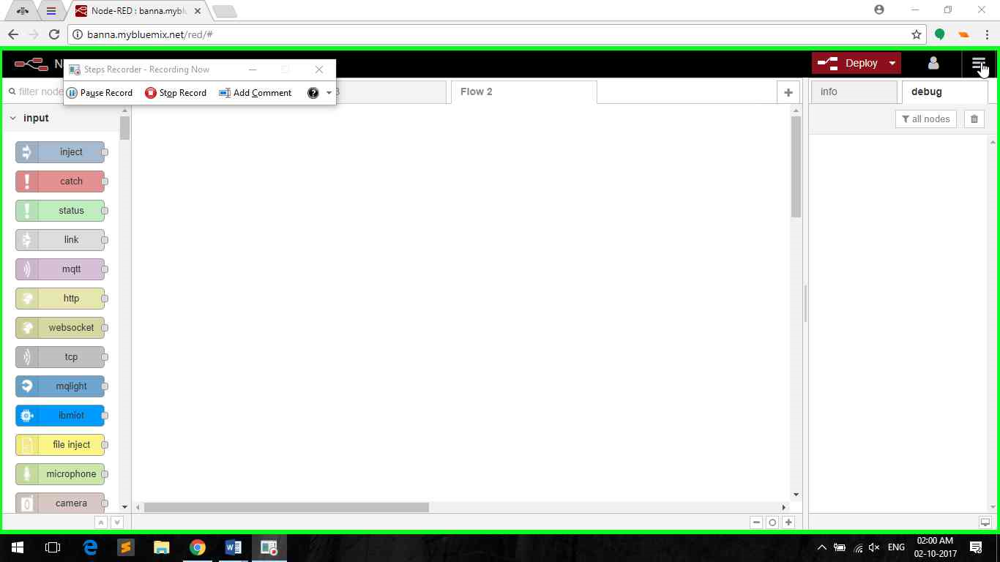 Node-RED : banna.myblu
banna.mybluemix.net/red/#
N
Deploy
Steps Recorder - Recording Now
Pause Record Stop Record Add Comment
filter node
3
Flow 2
info
debug
all nodes
input
inject
catch
status
link
mqtt
http
websocket
tcp
mqlight
ibmiot
file inject
microphone
camera
ENG
02:00 AM
02-10-2017